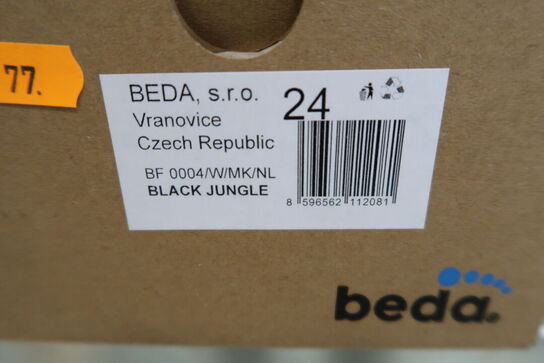 77.
BEDA, s.r.o.
24
Vranovice
Czech Republic
BF 0004/W/MK/NL
BLACK JUNGLE
8 596562 112081
beda®